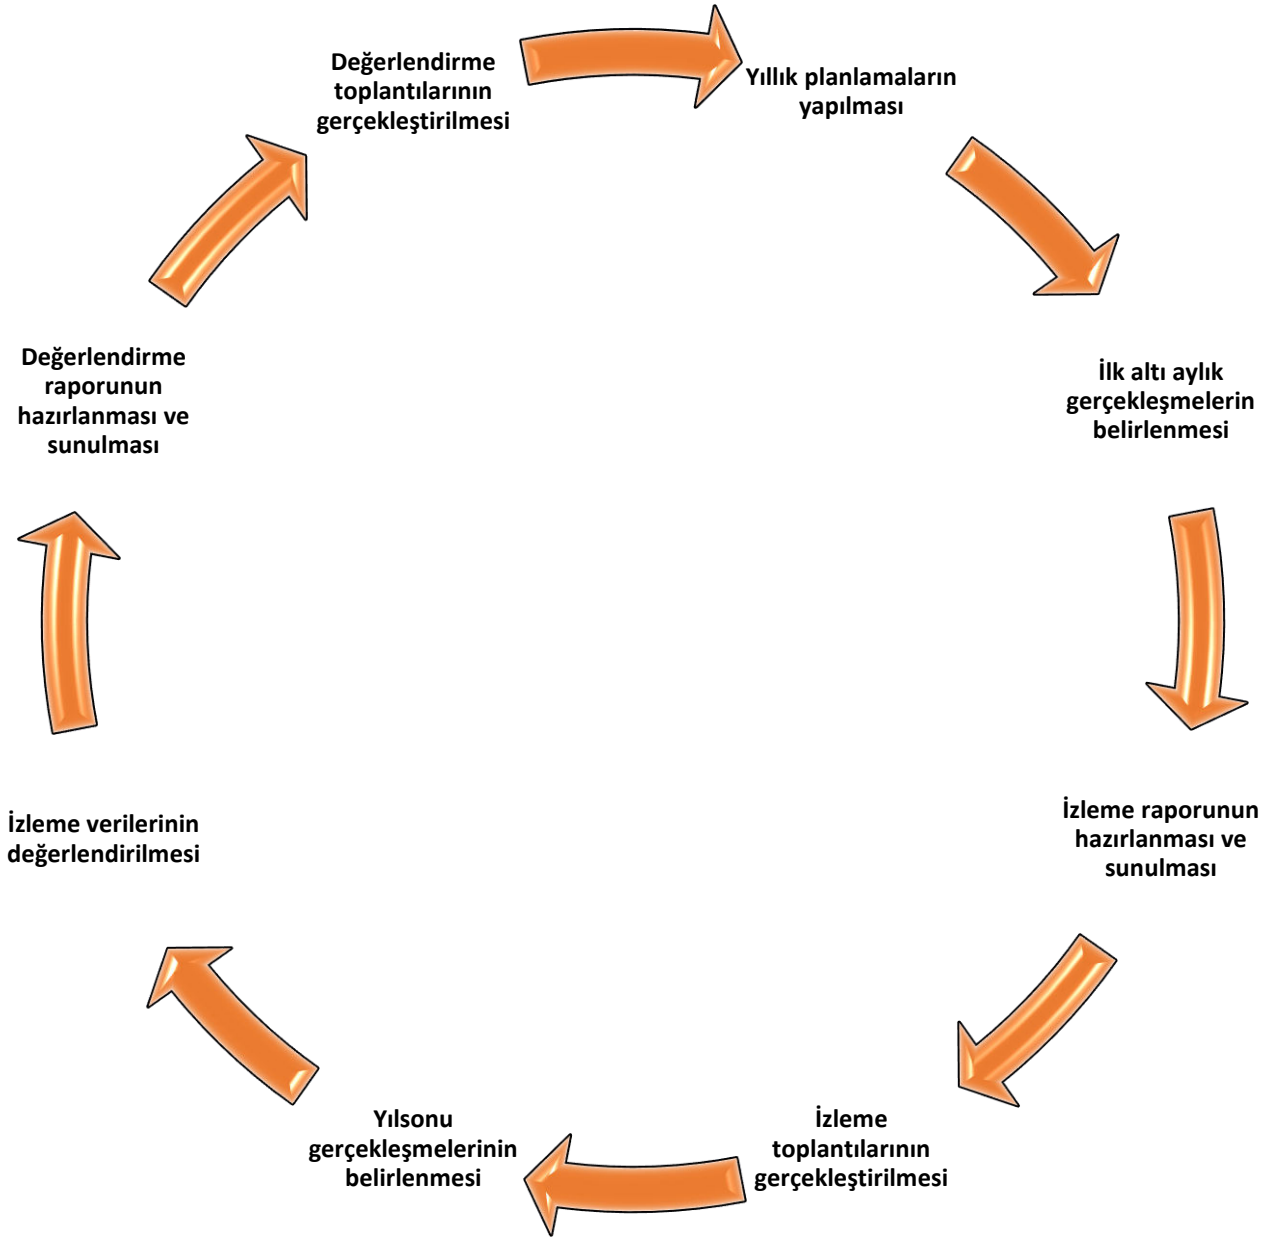 Değerlendirme
toplantılarının
gerçekleştirilmesi
Yıllık planlamaların
yapılması
İlk altı aylık
gerçekleşmelerin
belirlenmesi
İzleme raporunun
hazırlanması ve
sunulması
İzleme
toplantılarının
gerçekleştirilmesi
Yılsonu
gerçekleşmelerinin
belirlenmesi
İzleme verilerinin
değerlendirilmesi
Değerlendirme
raporunun
hazırlanması ve
sunulması